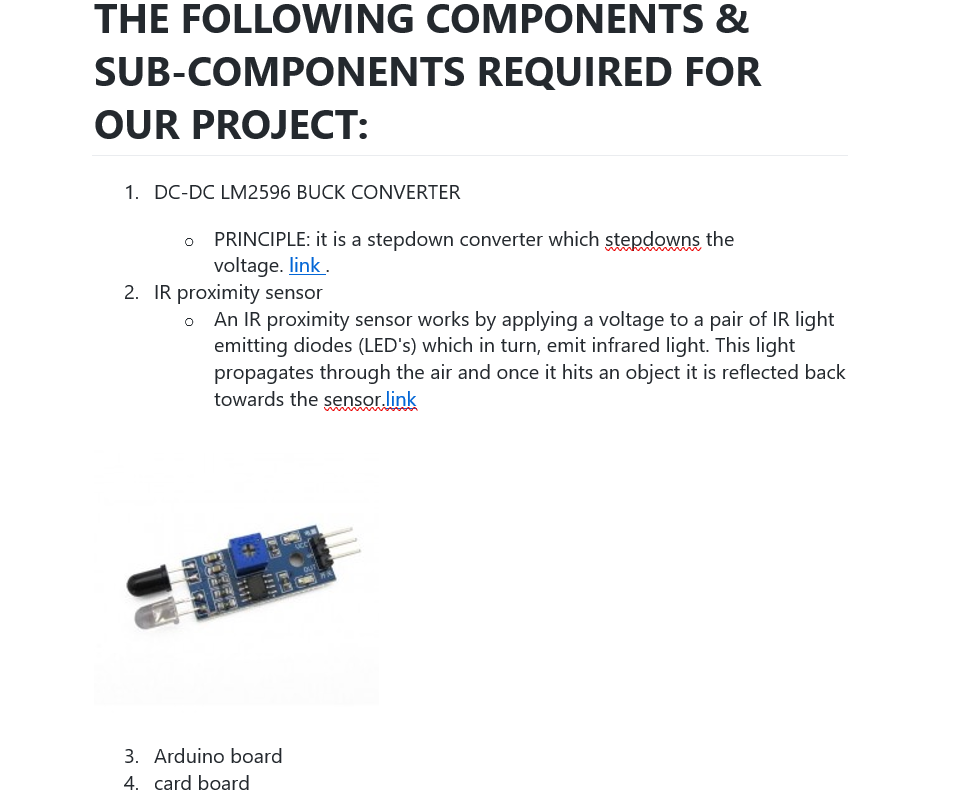 THE FOLLOWING COMPONENTS &
SUB-COMPONENTS REQUIRED FOR
OUR PROJECT:
1. DC-DC LM2596 BUCK CONVERTER
o PRINCIPLE: it is a stepdown converter which stepdowns the
voltage. link .
2. IR proximity sensor
o An IR proximity sensor works by applying a voltage to a pair of IR light
emitting diodes (LED's) which in turn, emit infrared light. This light
propagates through the air and once it hits an object it is reflected back
towards the sensor.link
VCC
OUT
3. Arduino board
4. card board